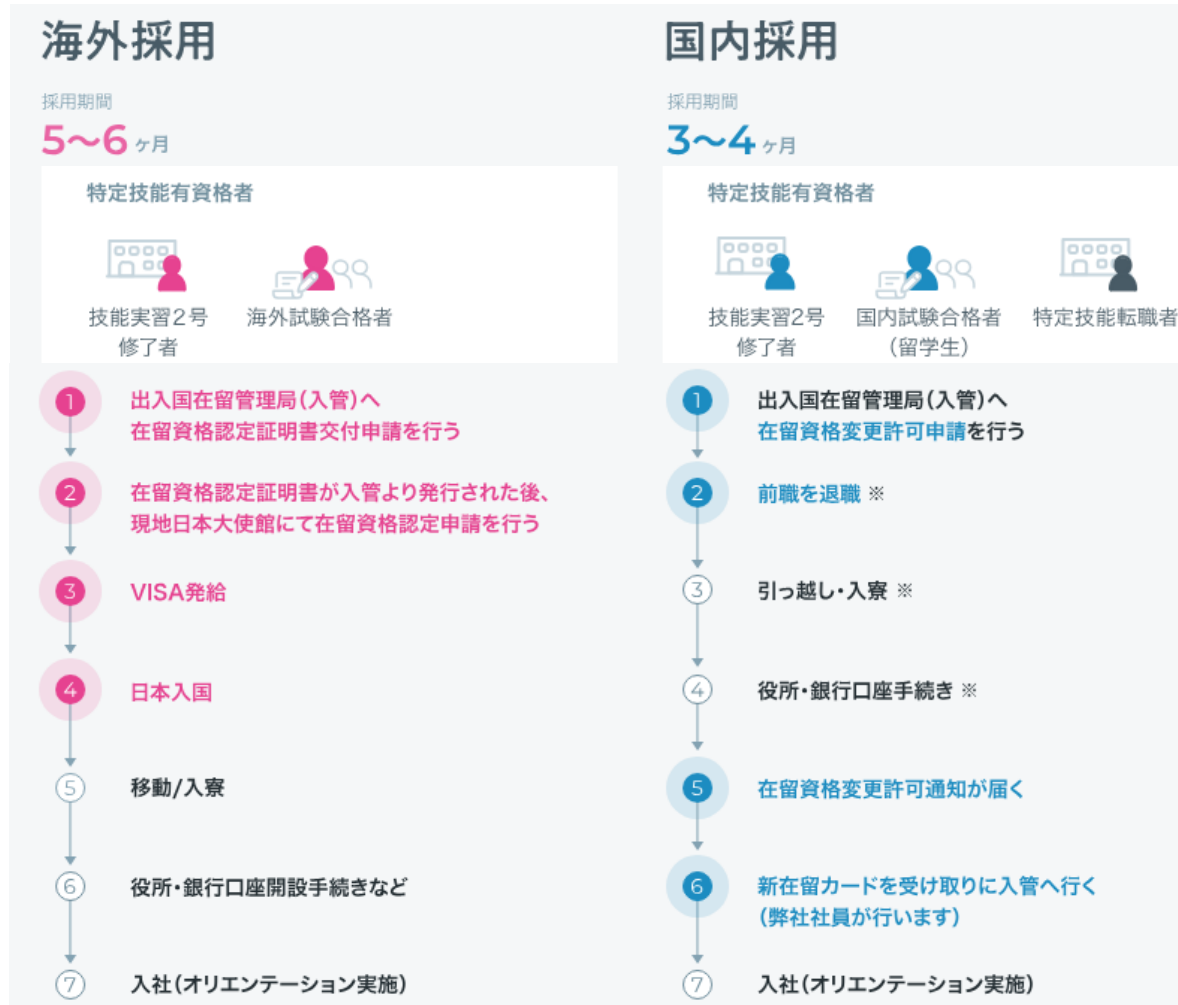 海外採用
採用期間
5〜6ヶ月
特定技能有資格者
技能実習2号
修了者
海外試験合格者
1
出入国在留管理局(入管)へ
在留資格認定証明書交付申請を行う
2
在留資格認定証明書が入管より発行された後、
現地日本大使館にて在留資格認定申請を行う
3
VISA発給
4
日本入国
5
移動/入寮
6
役所・銀行口座開設手続きなど
7
入社(オリエンテーション実施)
国内採用
採用期間
3〜4ヶ月
特定技能有資格者
技能実習2号
修了者
国内試験合格者
(留学生)
特定技能転職者
1
出入国在留管理局(入管)へ
在留資格変更許可申請を行う
2
前職を退職 ※
3
引っ越し・入寮 ※
4
役所・銀行口座手続き ※
5
在留資格変更許可通知が届く
6
新在留カードを受け取りに入管へ行く
(弊社社員が行います)
7
入社(オリエンテーション実施)